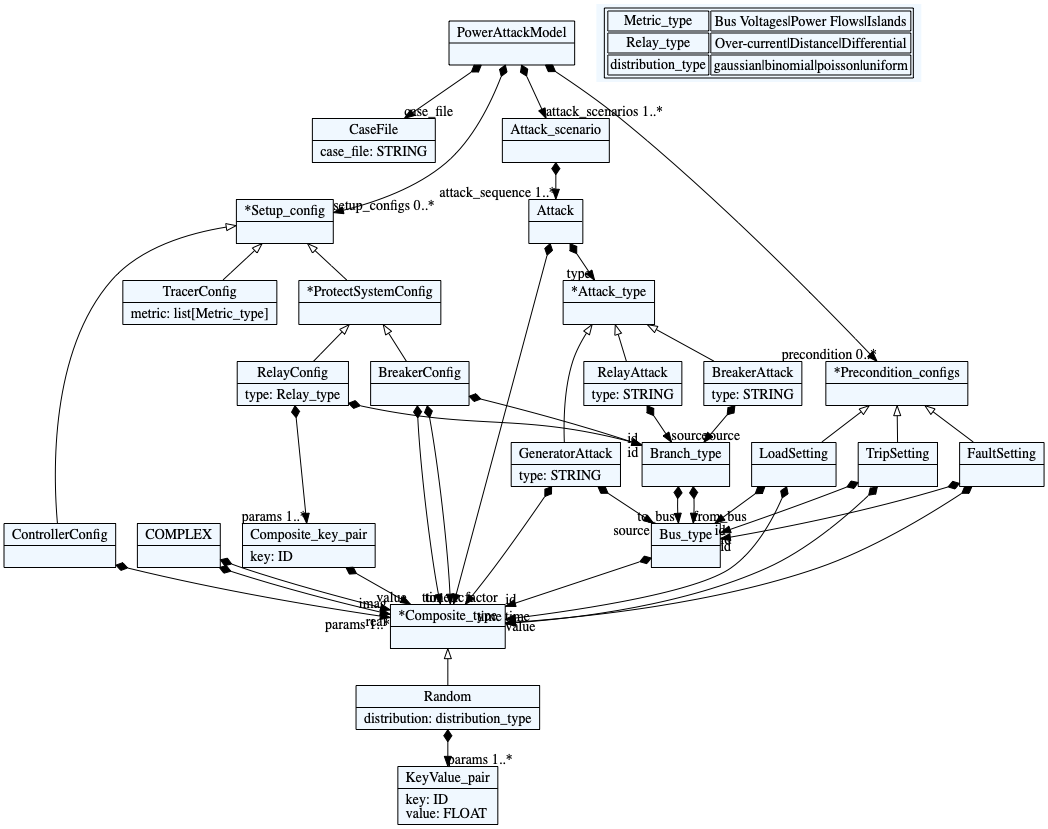 PowerAttackModel
Metric_type Bus Voltages|Power Flows|Islands
Relay_type Over-current|Distance|Differential
distribution_type gaussian|binomial|poisson|uniform
case_file
attack_scenarios 1..*
CaseFile
case_file: STRING
Attack_scenario
attack_sequence 1..*
setup_configs 0..*
*Setup_config
Attack
type
TracerConfig
metric: list[Metric_type]
*ProtectSystemConfig
*Attack_type
precondition 0..*
RelayConfig
type: Relay_type
BreakerConfig
RelayAttack
type: STRING
BreakerAttack
type: STRING
*Precondition_configs
id
id
source
source
GeneratorAttack
type: STRING
Branch_type
LoadSetting
TripSetting
FaultSetting
params 1..*
to_bus
from_bus
source
id
id
id
ControllerConfig
COMPLEX
Composite_key_pair
key: ID
Bus_type
imag
real
value
factor
id
params 1..*
time
time
value
*Composite_type
Random
distribution: distribution_type
params 1..*
KeyValue_pair
key: ID
value: FLOAT